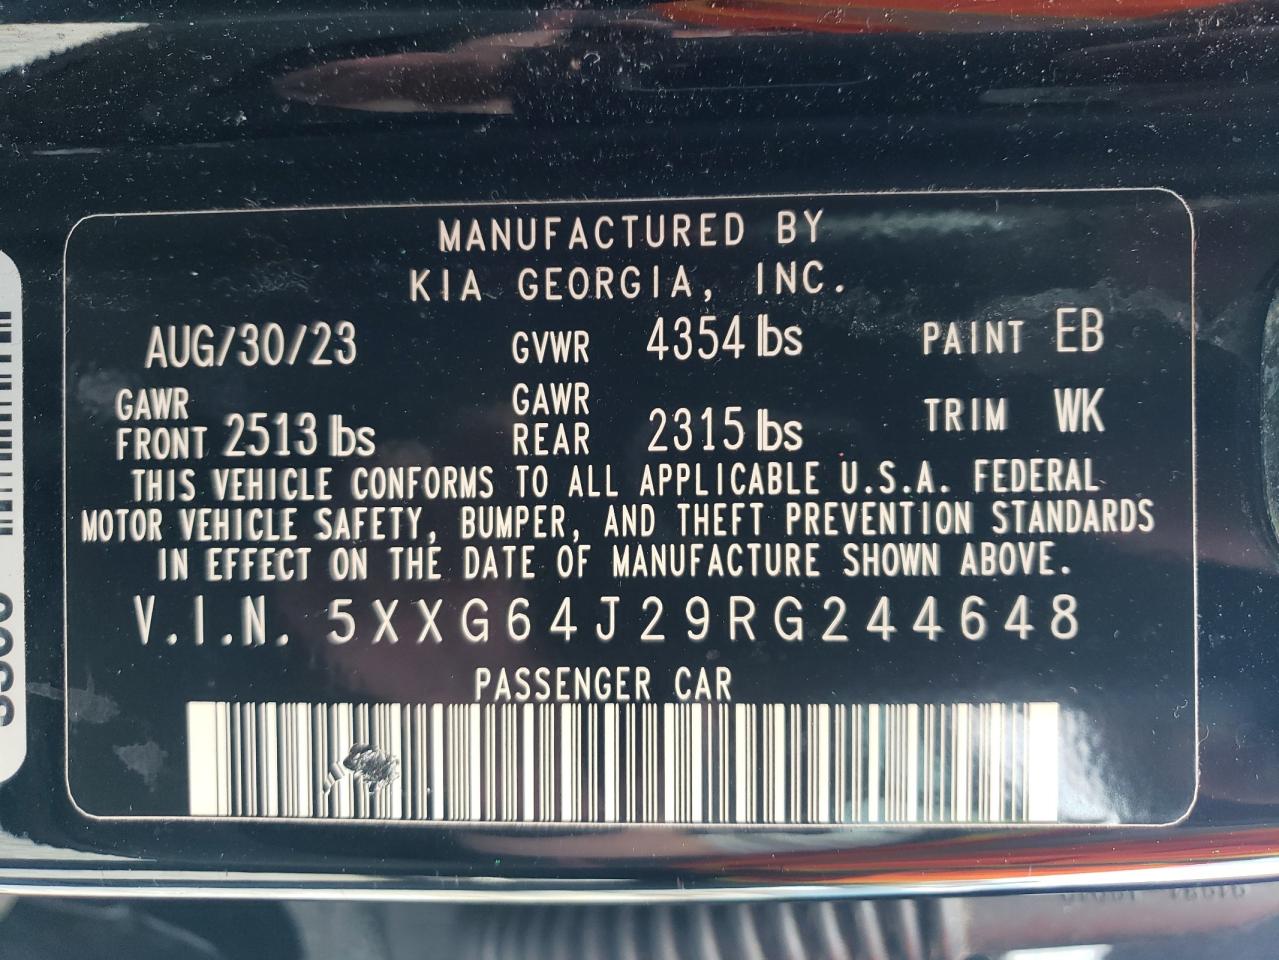 MANUFACTURED BY
KIA GEORGIA, INC.
AUG/30/23 GVWR 4354 lbs PAINT EB
GAWR FRONT 2513 lbs GAWR REAR 2315 lbs TRIM WK
THIS VEHICLE CONFORMS TO ALL APPLICABLE U.S.A. FEDERAL
MOTOR VEHICLE SAFETY, BUMPER, AND THEFT PREVENTION STANDARDS
IN EFFECT ON THE DATE OF MANUFACTURE SHOWN ABOVE.
V.I.N. 5XXG64J29RG244648
PASSENGER CAR